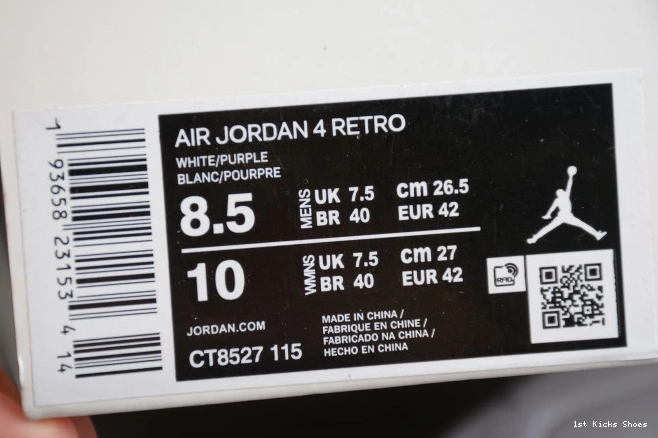 AIR JORDAN 4 RETRO
WHITE/PURPLE
BLANC/POURPRE
8.5
MENS
UK 7.5
BR 40
cm 26.5
EUR 42
10
WMNS
UK 7.5
BR 40
cm 27
EUR 42
JORDAN.COM
CT8527 115
MADE IN CHINA /
FABRIQUE EN CHINE /
FABRICADO NA CHINA /
HECHO EN CHINA
RFID
1 93658 23153 4 14
1st Kicks Shoes